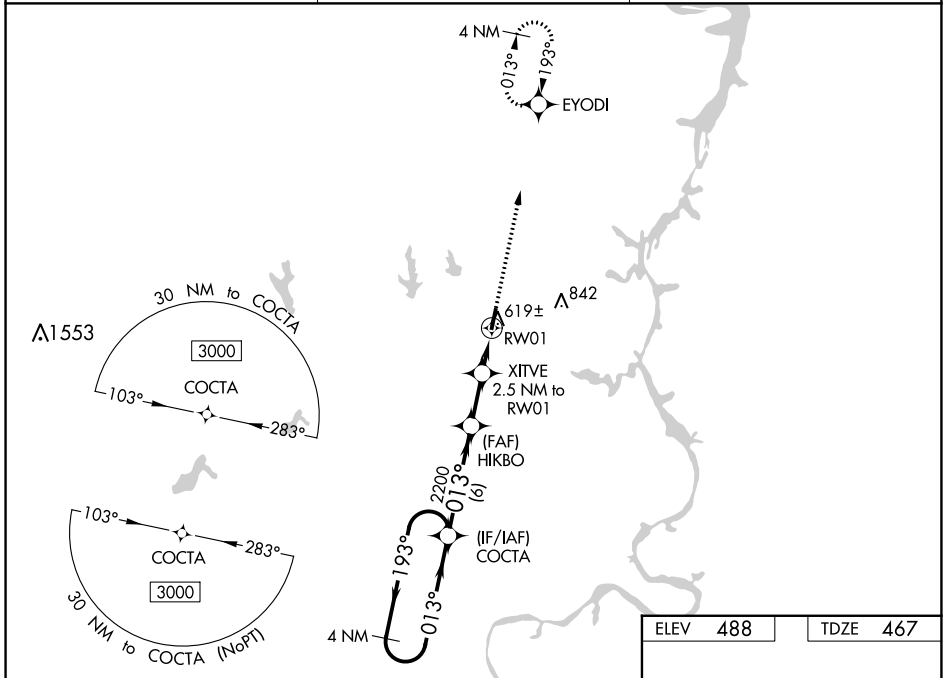 4 NM
013°
193°
EYODI
30 NM to COCTA
1553
3000
COCTA
103°
283°
842
619±
RW01
XITVE
2.5 NM to
RW01
(FAF)
HIKBO
2200
013°
(6)
103°
283°
COCTA
3000
30 NM to COCTA (NoPT)
(IF/IAF)
COCTA
193°
013°
4 NM
ELEV 488
TDZE 467